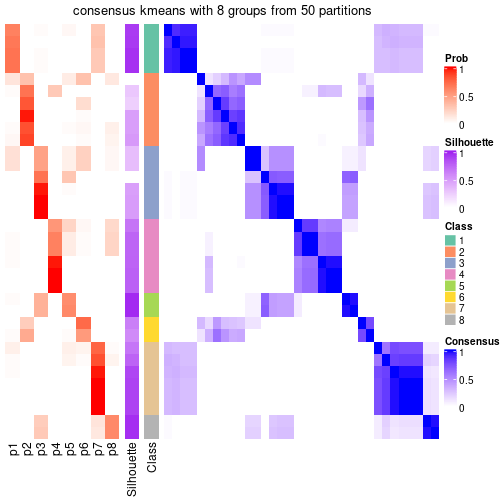 consensus kmeans with 8 groups from 50 partitions
Prob
1
0.5
0
Silhouette
1
0.5
0
Class
1
2
3
4
5
6
7
8
Consensus
1
0.5
0
p1
p2
p3
p4
p5
p6
p7
p8
Silhouette
Class